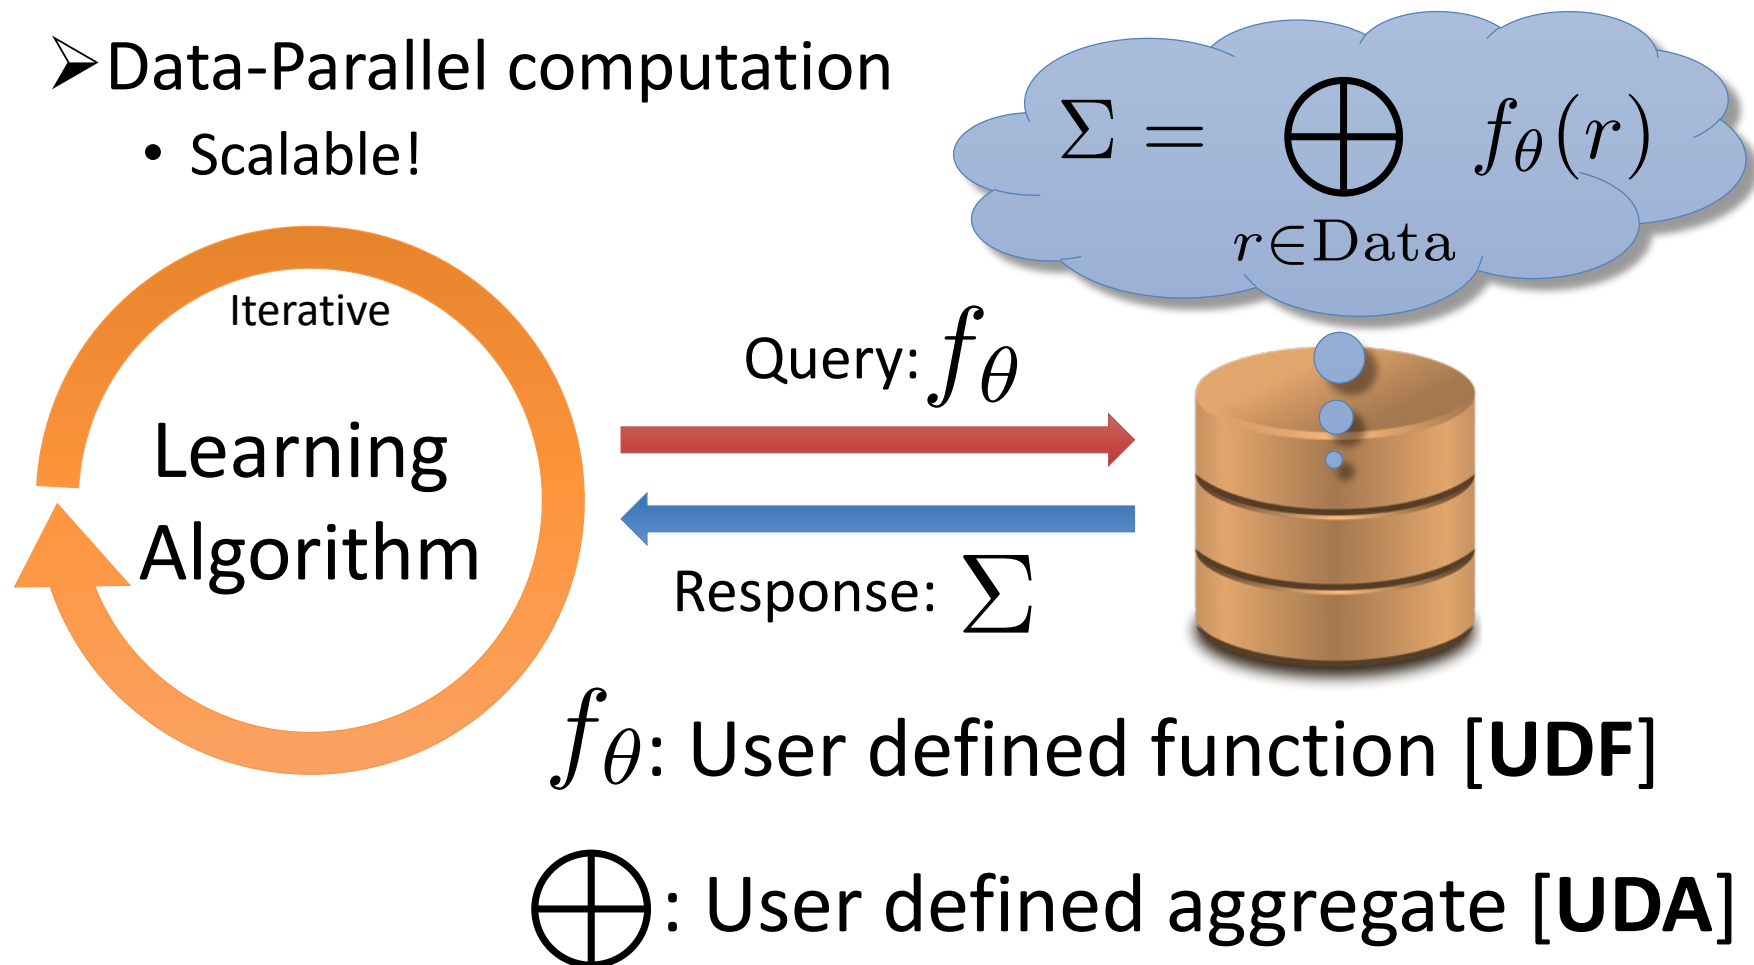 ➢Data-Parallel computation
• Scalable!
Σ = ⨁ f_θ(r)
r∈Data
Iterative
Learning
Algorithm
Query: f_θ
Response: Σ
f_θ: User defined function [UDF]
⨁: User defined aggregate [UDA]